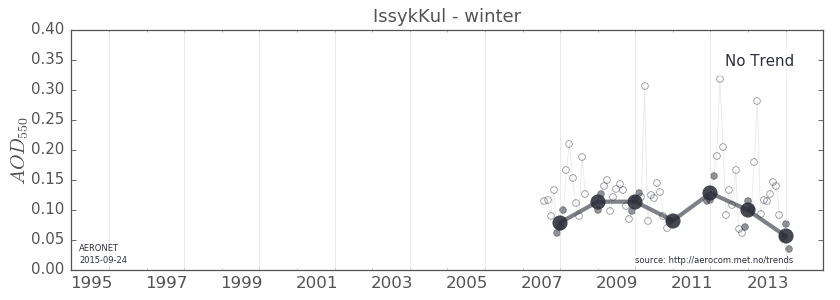 IssykKul - winter
0.40
0.35
0.30
0.25
0.20
0.15
0.10
0.05
0.00
AOD550
No Trend
AERONET
2015-09-24
source: http://aerocom.met.no/trends
1995 1997 1999 2001 2003 2005 2007 2009 2011 2013